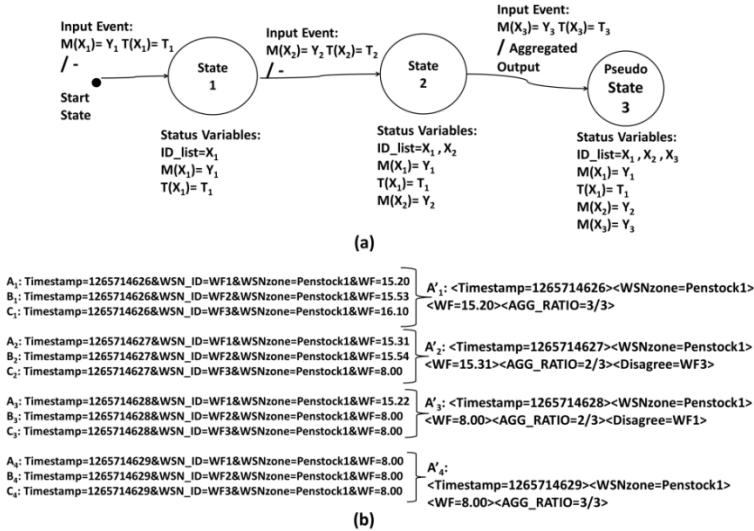 Input Event:
M(X₁)= Y₁ T(X₁)= T₁
/ -
Start
State
State
1
Input Event:
M(X₂)= Y₂ T(X₂)= T₂
/ -
State
2
Input Event:
M(X₃)= Y₃ T(X₃)= T₃
/ Aggregated
Output
Pseudo
State
3
Status Variables:
ID_list=X₁
M(X₁)= Y₁
T(X₁)= T₁
Status Variables:
ID_list=X₁ , X₂
M(X₁)= Y₁
T(X₁)= T₁
M(X₂)= Y₂
Status Variables:
ID_list=X₁ , X₂ , X₃
M(X₁)= Y₁
T(X₁)= T₁
M(X₂)= Y₂
M(X₃)= Y₃
(a)
A₁: Timestamp=1265714626&WSN_ID=WF1&WSNzone=Penstock1&WF=15.20
B₁: Timestamp=1265714626&WSN_ID=WF2&WSNzone=Penstock1&WF=15.53
C₁: Timestamp=1265714626&WSN_ID=WF3&WSNzone=Penstock1&WF=16.10
A'₁: <Timestamp=1265714626><WSNzone=Penstock1>
<WF=15.20><AGG_RATIO=3/3>
A₂: Timestamp=1265714627&WSN_ID=WF1&WSNzone=Penstock1&WF=15.31
B₂: Timestamp=1265714627&WSN_ID=WF2&WSNzone=Penstock1&WF=15.54
C₂: Timestamp=1265714627&WSN_ID=WF3&WSNzone=Penstock1&WF=8.00
A'₂: <Timestamp=1265714627><WSNzone=Penstock1>
<WF=15.31><AGG_RATIO=2/3><Disagree=WF3>
A₃: Timestamp=1265714628&WSN_ID=WF1&WSNzone=Penstock1&WF=15.22
B₃: Timestamp=1265714628&WSN_ID=WF2&WSNzone=Penstock1&WF=8.00
C₃: Timestamp=1265714628&WSN_ID=WF3&WSNzone=Penstock1&WF=8.00
A'₃: <Timestamp=1265714628><WSNzone=Penstock1>
<WF=8.00><AGG_RATIO=2/3><Disagree=WF1>
A₄: Timestamp=1265714629&WSN_ID=WF1&WSNzone=Penstock1&WF=8.00
B₄: Timestamp=1265714629&WSN_ID=WF2&WSNzone=Penstock1&WF=8.00
C₄: Timestamp=1265714629&WSN_ID=WF3&WSNzone=Penstock1&WF=8.00
A'₄:
<Timestamp=1265714629><WSNzone=Penstock1>
<WF=8.00><AGG_RATIO=3/3>
(b)